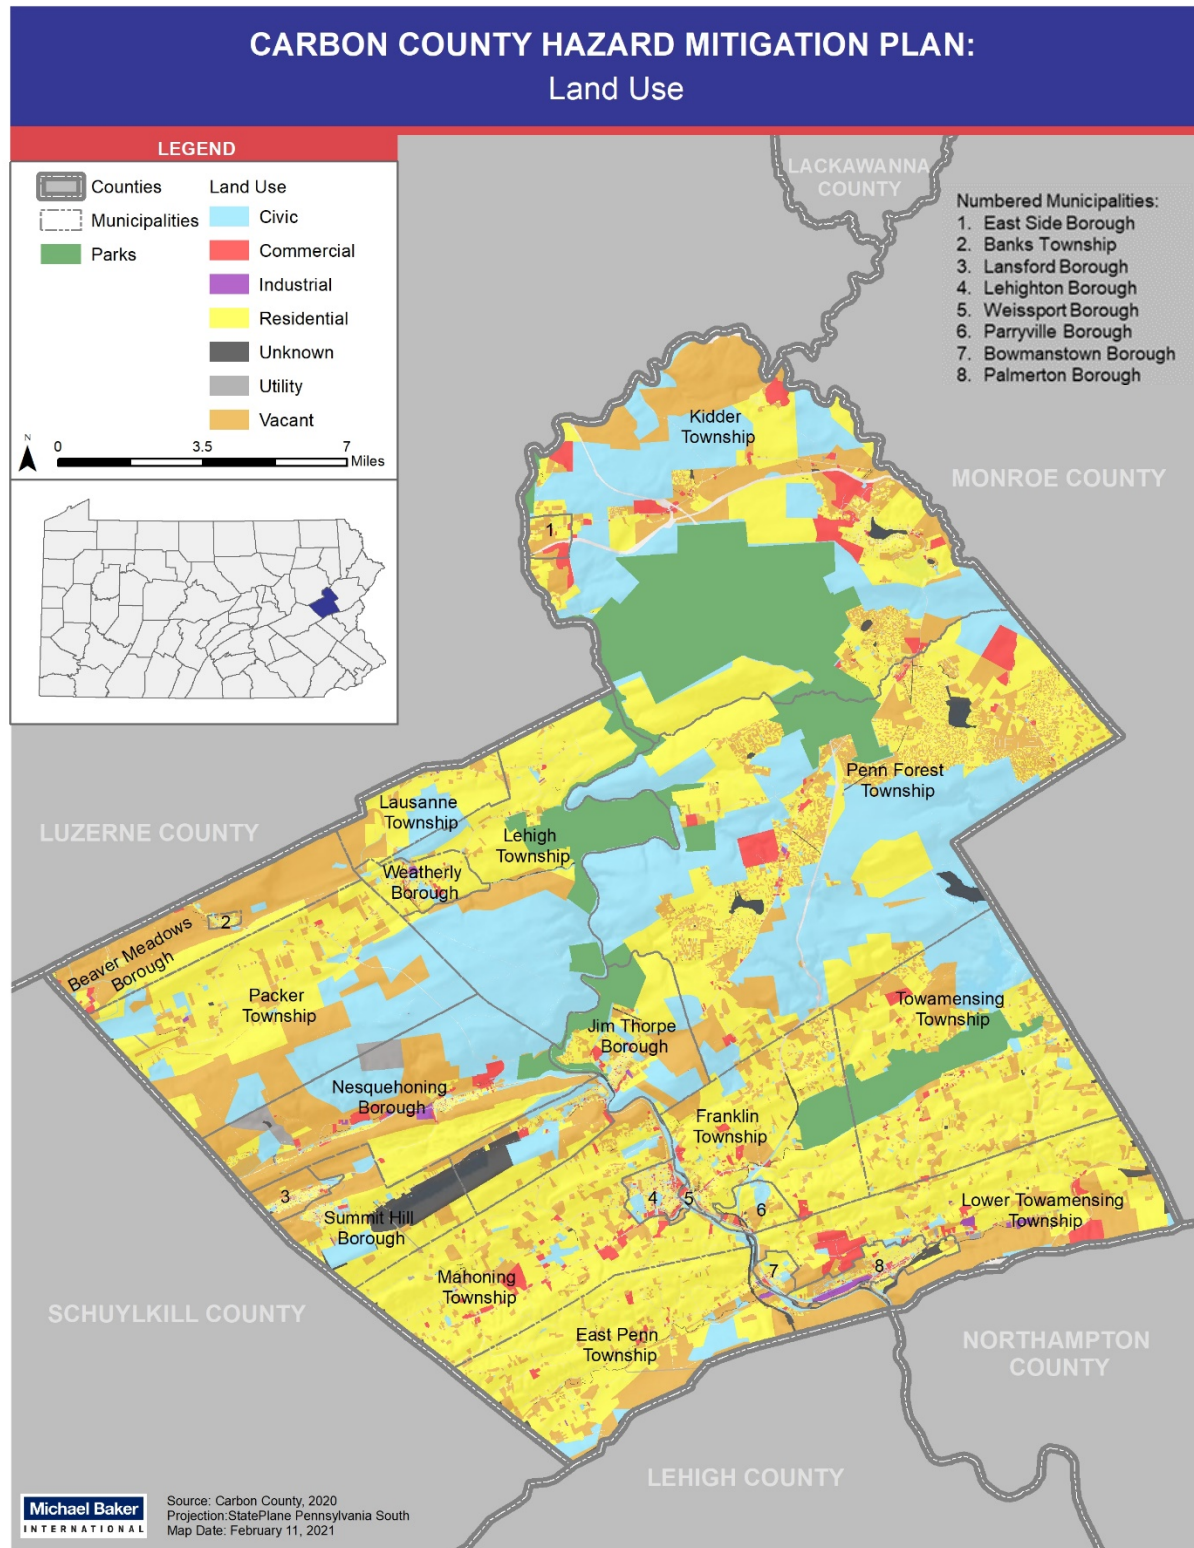 CARBON COUNTY HAZARD MITIGATION PLAN:
Land Use
LEGEND
Counties
Municipalities
Parks
Land Use
Civic
Commercial
Industrial
Residential
Unknown
Utility
Vacant
N
0
3.5
7
Miles
Numbered Municipalities:
1. East Side Borough
2. Banks Township
3. Lansford Borough
4. Lehighton Borough
5. Weissport Borough
6. Parryville Borough
7. Bowmanstown Borough
8. Palmerton Borough
LACKAWANNA
COUNTY
Kidder
Township
MONROE COUNTY
1
Penn Forest
Township
LUZERNE COUNTY
Lausanne
Township
Lehigh
Township
Weatherly
Borough
2
Beaver Meadows
Borough
Packer
Township
Towamensing
Township
Jim Thorpe
Borough
Nesquehoning
Borough
Franklin
Township
3
4
5
6
Summit Hill
Borough
Lower Towamensing
Township
7
8
Mahoning
Township
SCHUYLKILL COUNTY
East Penn
Township
NORTHAMPTON
COUNTY
LEHIGH COUNTY
Michael Baker
INTERNATIONAL
Source: Carbon County, 2020
Projection:StatePlane Pennsylvania South
Map Date: February 11, 2021